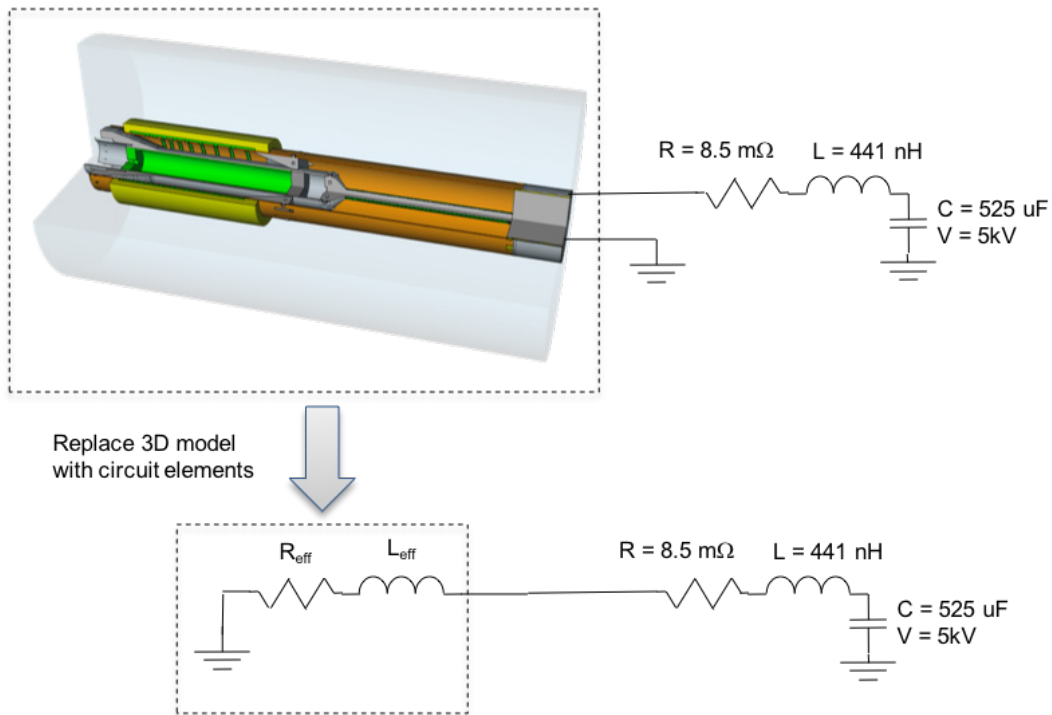 R = 8.5 mΩ
L = 441 nH
C = 525 uF
V = 5kV
Replace 3D model
with circuit elements
Reff
Leff
R = 8.5 mΩ
L = 441 nH
C = 525 uF
V = 5kV